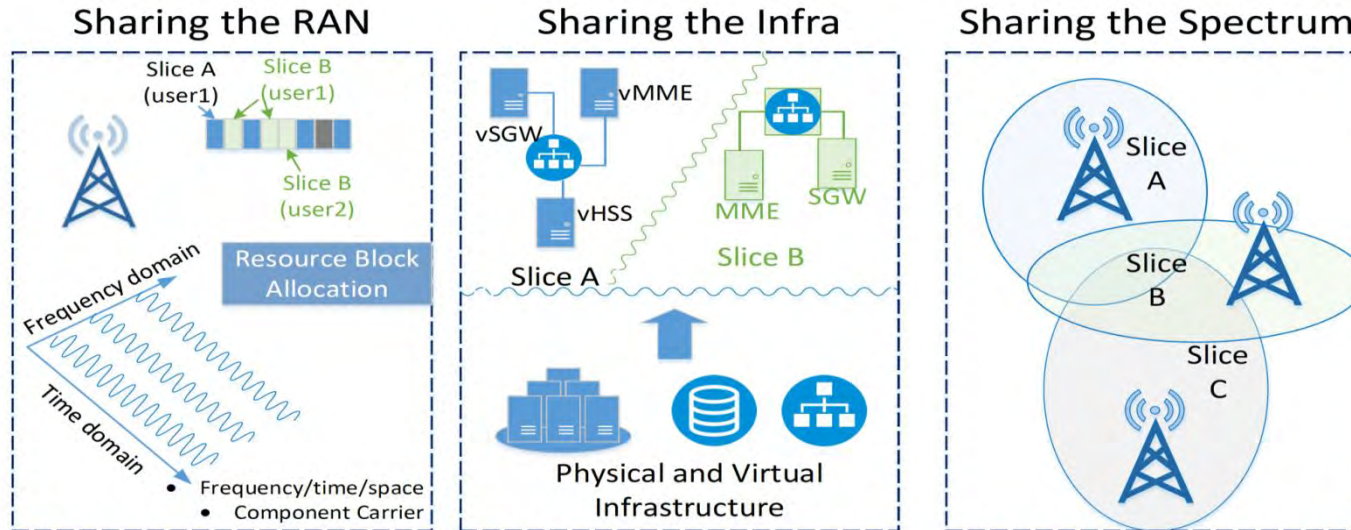 Sharing the RAN
Slice A
(user1)
Slice B
(user1)
Slice B
(user2)
Resource Block
Allocation
Frequency domain
Time domain
• Frequency/time/space
• Component Carrier
Sharing the Infra
vSGW
vMME
vHSS
Slice A
MME
SGW
Slice B
Physical and Virtual
Infrastructure
Sharing the Spectrum
Slice
A
Slice
B
Slice
C